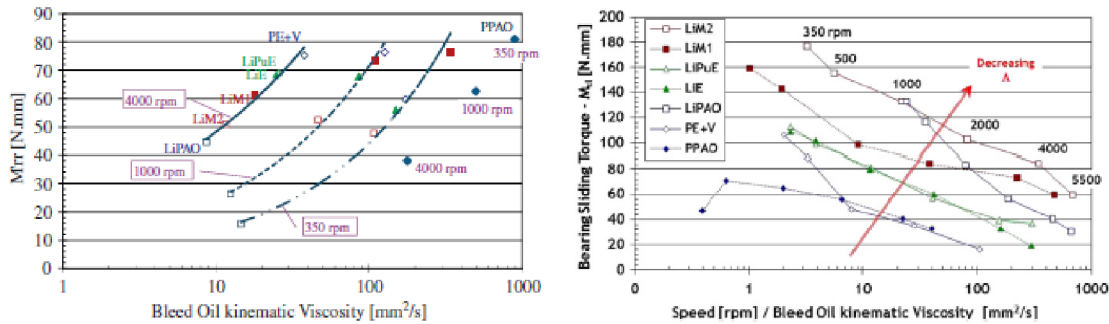 M'rr [N.mm]
90
80
70
60
50
40
30
20
10
0
PPAO
PE+V
350 rpm
LiPuE
LiE
4000 rpm
LiM1
1000 rpm
LiM2
LiPAO
4000 rpm
1000 rpm
350 rpm
1
10
100
1000
Bleed Oil kinematic Viscosity [mm²/s]
Bearing Sliding Torque - Msl [N.mm]
200
180
160
140
120
100
80
60
40
20
0
LiM2
LiM1
LiPuE
LiE
LiPAO
PE+V
PPAO
350 rpm
500
Decreasing
Λ
1000
2000
4000
5500
0
1
10
100
1000
Speed [rpm] / Bleed Oil kinematic Viscosity [mm²/s]